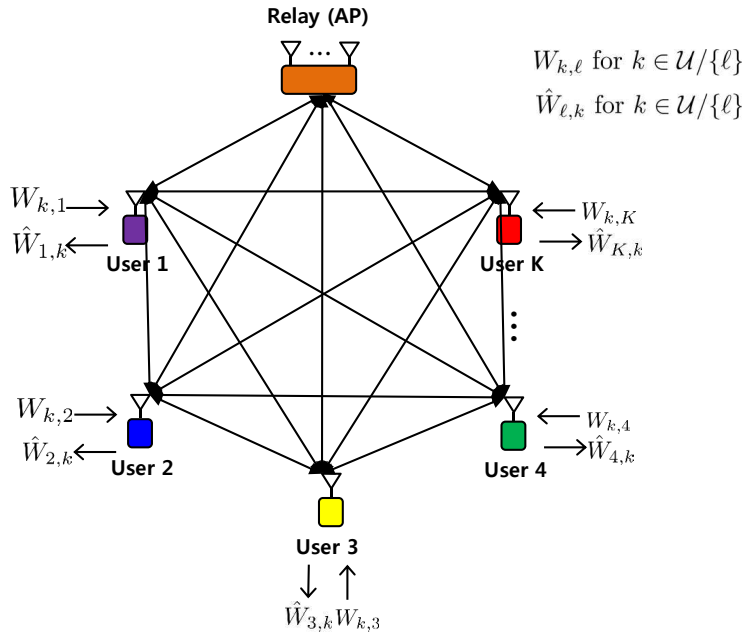 Relay (AP)
...
W_{k,ℓ} for k ∈ 𝒰/{ℓ}
Ŵ_{ℓ,k} for k ∈ 𝒰/{ℓ}
W_{k,1}
Ŵ_{1,k}
User 1
W_{k,K}
Ŵ_{K,k}
User K
⋮
W_{k,2}
Ŵ_{2,k}
User 2
W_{k,4}
Ŵ_{4,k}
User 4
User 3
Ŵ_{3,k} W_{k,3}